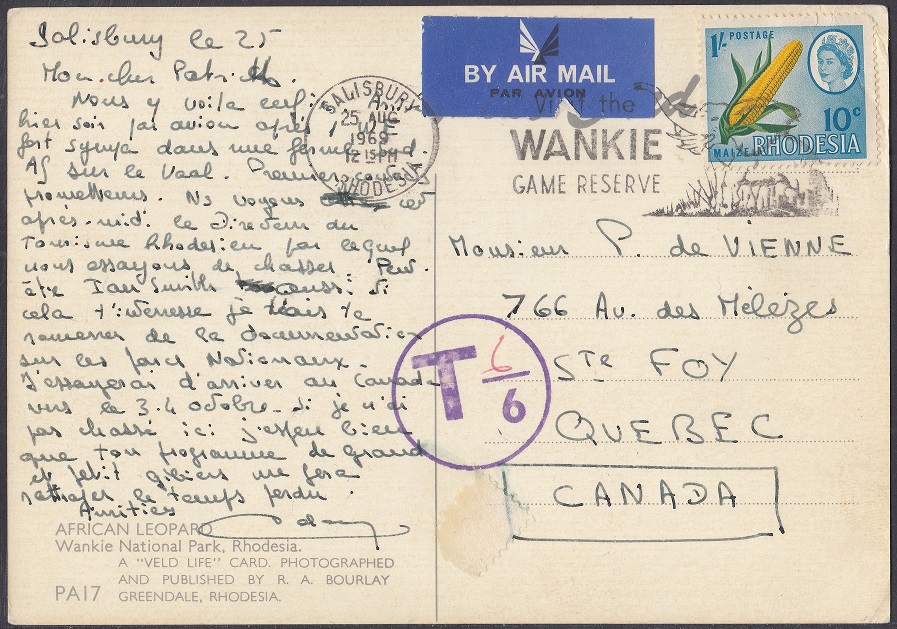 Salisbury le 25
Mon cher Patrick.
Nous y voilà enfin
hier soir par avion après
fort sympa dans une ferme
Af sur le Vaal. Premier
prometteurs. Ns voyons cet
après-midi le Directeur du
Tourisme Rhodesien par lequel
nous essayons de chasser. Peut.
être Ian Smith aussi. Si
cela t'intéresse je vais te
ramener de la documentation
sur les parcs Nationaux.
J'essayerai d'arriver au Canada
vers le 3.4 octobre. Si je n'ai
pas chassé ici j'espère bien
que ton programme de grand
et petit gibiers me fera
rattraper le temps perdu.
Amitiés
AFRICAN LEOPARD
Wankie National Park, Rhodesia.
A "VELD LIFE" CARD. PHOTOGRAPHED
AND PUBLISHED BY R. A. BOURLAY
PA17 GREENDALE, RHODESIA.
SALISBURY
25 AUG
1969
12 15 PM
RHODESIA
BY AIR MAIL
PAR AVION
Visit the
WANKIE
GAME RESERVE
1/- POSTAGE
10c
MAIZE
RHODESIA
Monsieur P. de VIENNE
766 Av. des Mélèzes
Ste FOY
QUEBEC
CANADA
T 6/6